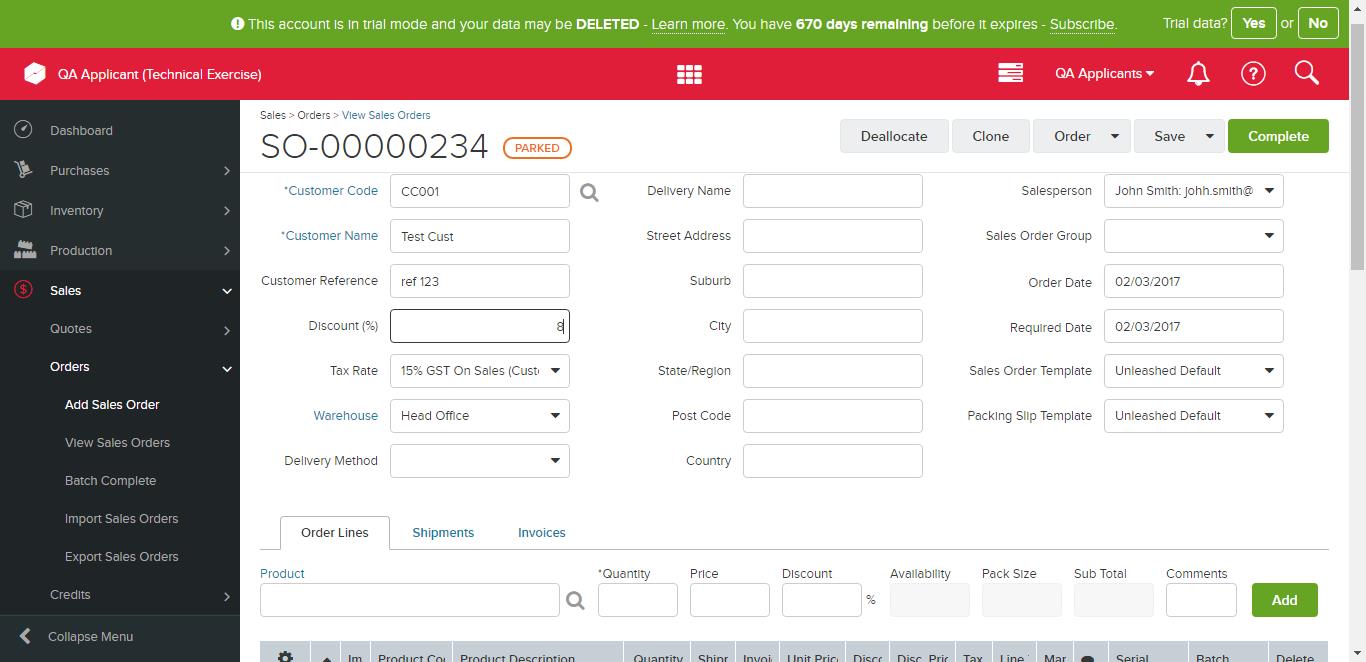 This account is in trial mode and your data may be DELETED - Learn more. You have 670 days remaining before it expires - Subscribe.
Trial data? Yes or No
QA Applicant (Technical Exercise)
QA Applicants
?
Dashboard
Purchases
Inventory
Production
$ Sales
Quotes
Orders
Add Sales Order
View Sales Orders
Batch Complete
Import Sales Orders
Export Sales Orders
Credits
Collapse Menu
Sales > Orders > View Sales Orders
SO-00000234 PARKED
Deallocate Clone Order Save Complete
*Customer Code CC001
*Customer Name Test Cust
Customer Reference ref 123
Discount (%) 8
Tax Rate 15% GST On Sales (Cust
Warehouse Head Office
Delivery Method
Delivery Name
Street Address
Suburb
City
State/Region
Post Code
Country
Salesperson John Smith: johh.smith@
Sales Order Group
Order Date 02/03/2017
Required Date 02/03/2017
Sales Order Template Unleashed Default
Packing Slip Template Unleashed Default
Order Lines Shipments Invoices
Product *Quantity Price Discount Availability Pack Size Sub Total Comments
% Add
Im Product Product Description Quantity Shipr Invoi Unit Pric Disc Disc. Pric Tax Line Mar Serial Batch Delete